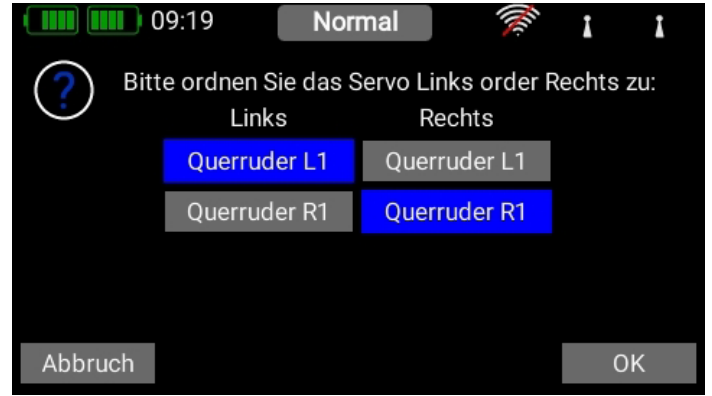 09:19 Normal
?
Bitte ordnen Sie das Servo Links order Rechts zu:
Links Rechts
Querruder L1 Querruder L1
Querruder R1 Querruder R1
Abbruch OK